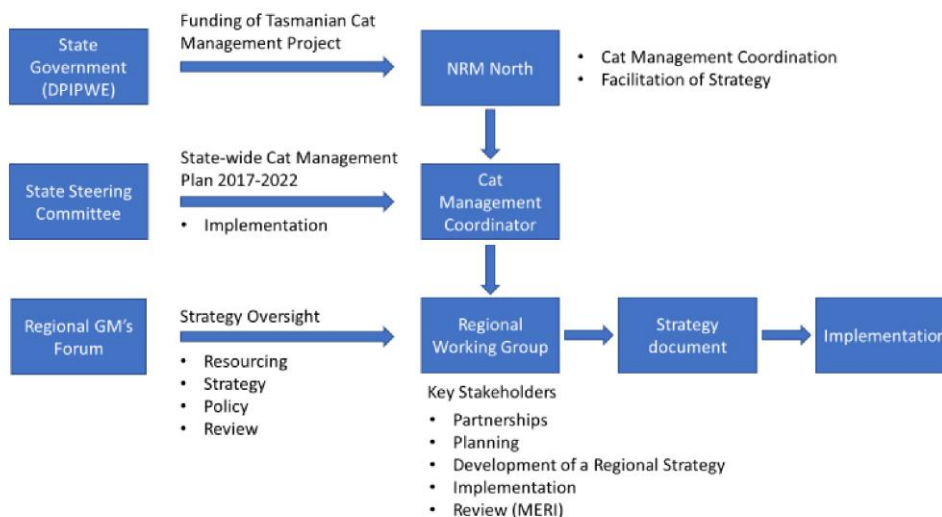 State
Government
(DPIPWE)
Funding of Tasmanian Cat
Management Project
NRM North
• Cat Management Coordination
• Facilitation of Strategy
State Steering
Committee
State-wide Cat Management
Plan 2017-2022
• Implementation
Cat
Management
Coordinator
Regional GM's
Forum
Strategy Oversight
• Resourcing
• Strategy
• Policy
• Review
Regional
Working Group
Strategy
document
Implementation
Key Stakeholders
• Partnerships
• Planning
• Development of a Regional Strategy
• Implementation
• Review (MERI)